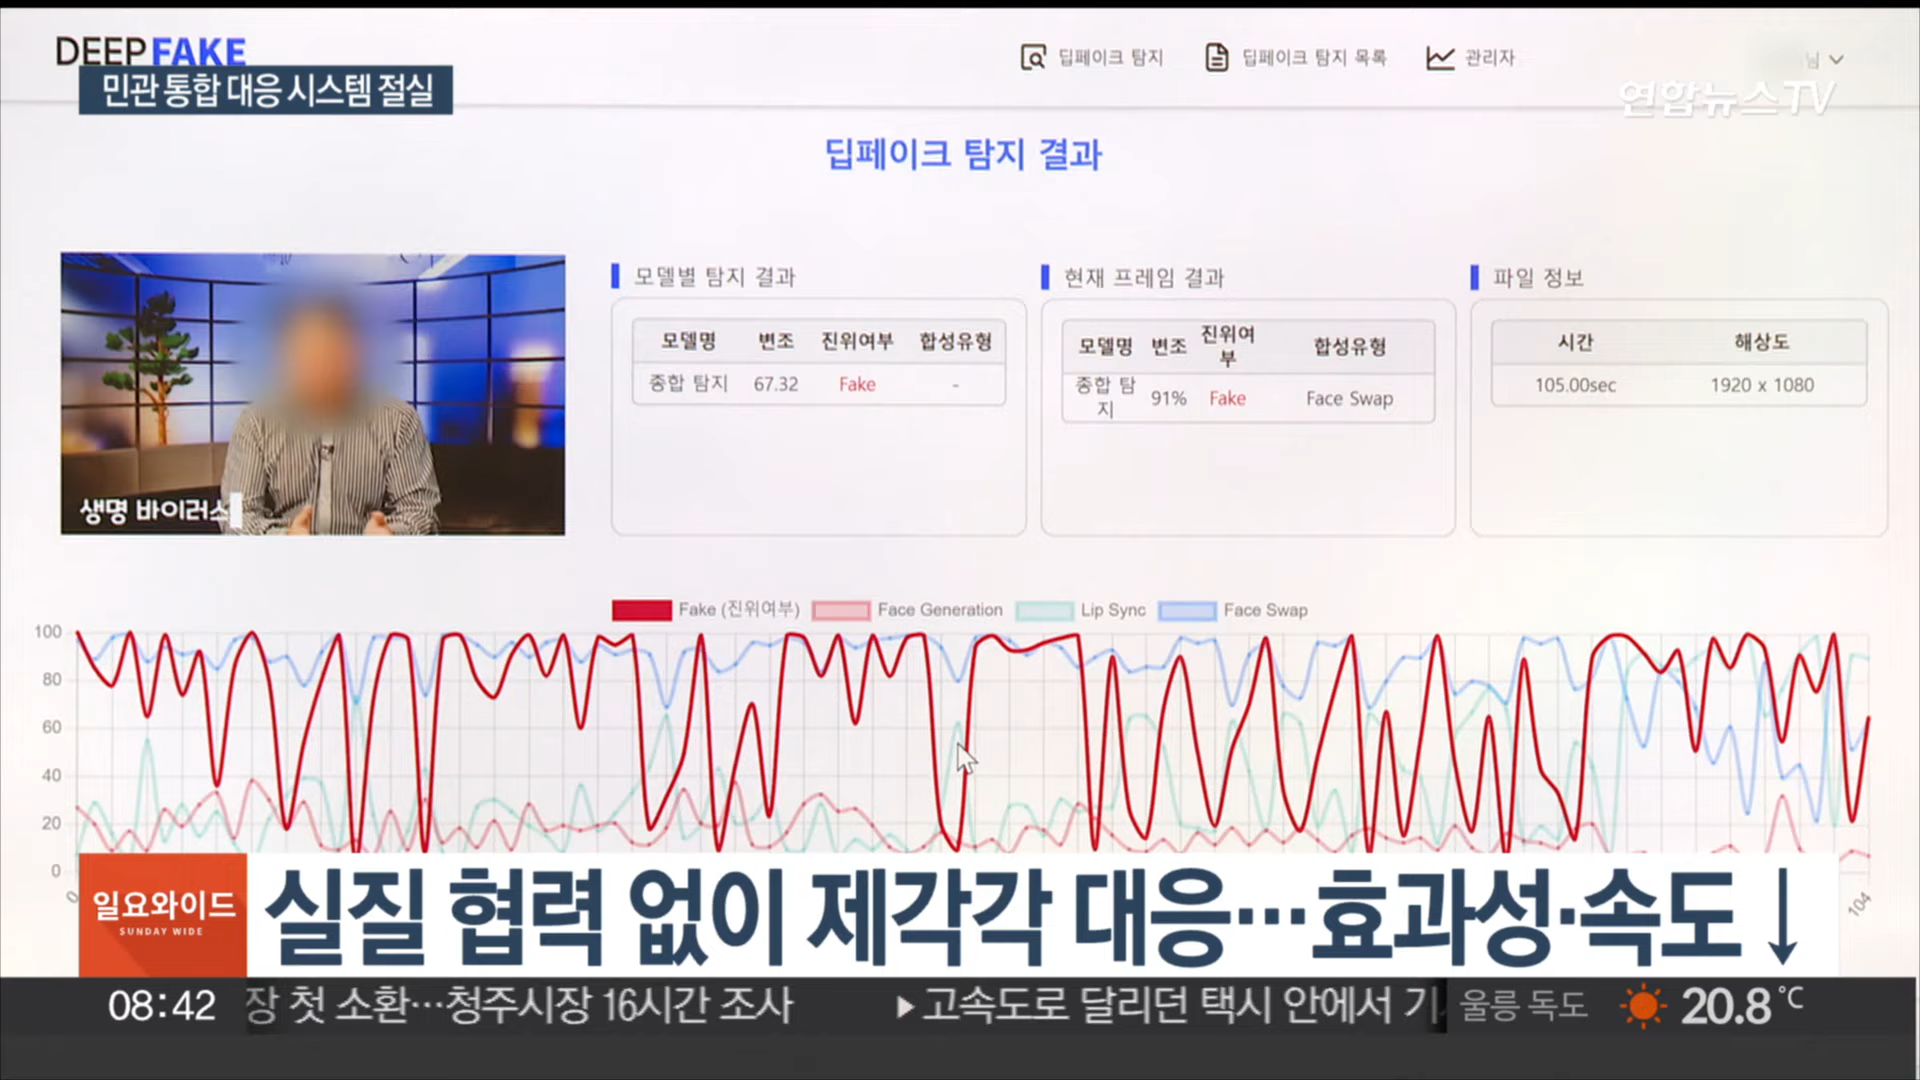 DEEPFAKE
민관 통합 대응 시스템 절실
딥페이크 탐지
딥페이크 탐지 목록
관리자
님
연합뉴스TV
딥페이크 탐지 결과
생명 바이러스
모델별 탐지 결과
모델명 변조 진위여부 합성유형
종합 탐지 67.32 Fake -
현재 프레임 결과
모델명 변조 진위여
부 합성유형
종합 탐
지 91% Fake Face Swap
파일 정보
시간 해상도
105.00sec 1920 x 1080
Fake (진위여부) Face Generation Lip Sync Face Swap
100
80
60
40
20
0
0
104
일요와이드
SUNDAY WIDE
실질 협력 없이 제각각 대응…효과성·속도↓
08:42
장 첫 소환…청주시장 16시간 조사
▶고속도로 달리던 택시 안에서
울릉 독도
20.8℃